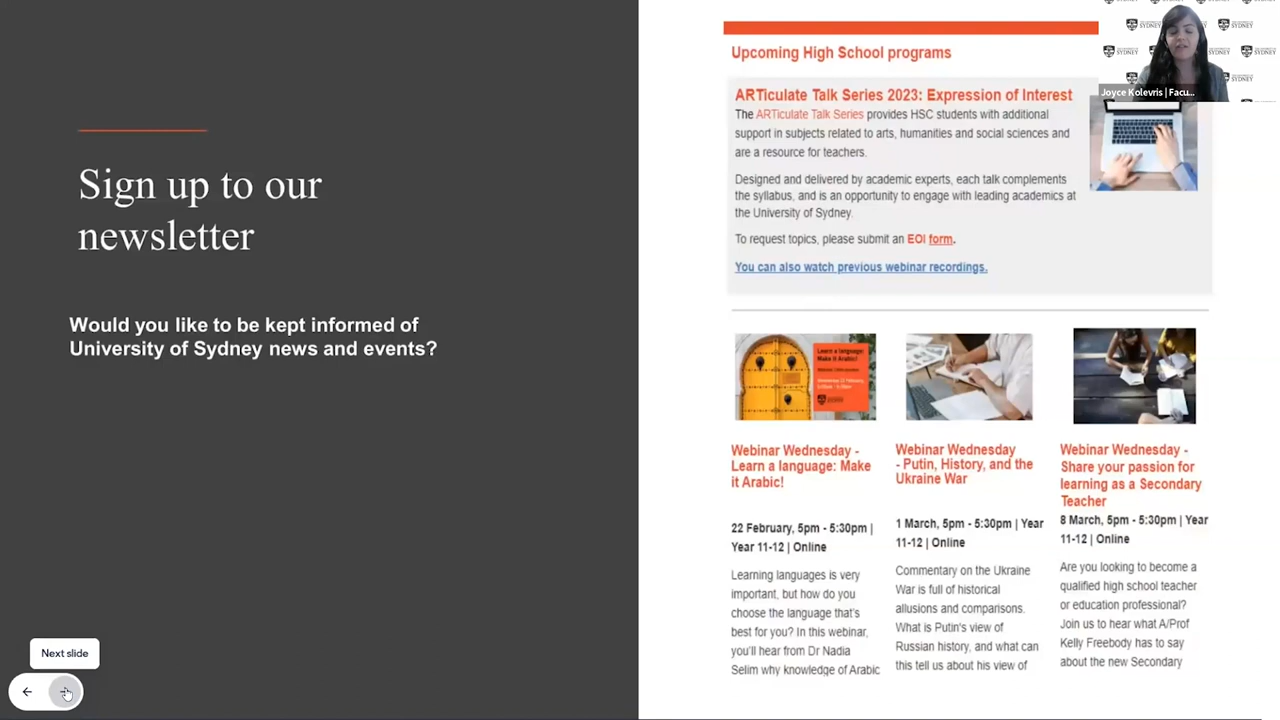 Sign up to our
newsletter
Would you like to be kept informed of
University of Sydney news and events?
Next slide
Upcoming High School programs
ARTiculate Talk Series 2023: Expression of Interest
The ARTiculate Talk Series provides HSC students with additional
support in subjects related to arts, humanities and social sciences and
are a resource for teachers.
Designed and delivered by academic experts, each talk complements
the syllabus, and is an opportunity to engage with leading academics at
the University of Sydney.
To request topics, please submit an EOI form.
You can also watch previous webinar recordings.
Joyce Kolevris | Facu...
SYDNEY
SYDNEY
SYDNEY
SYDNEY
Learn a language:
Make it Arabic!
Webinar Wednesday -
Learn a language: Make
it Arabic!
22 February, 5pm - 5:30pm |
Year 11-12 | Online
Learning languages is very
important, but how do you
choose the language that's
best for you? In this webinar,
you'll hear from Dr Nadia
Selim why knowledge of Arabic
Webinar Wednesday
- Putin, History, and the
Ukraine War
1 March, 5pm - 5:30pm | Year
11-12 | Online
Commentary on the Ukraine
War is full of historical
allusions and comparisons.
What is Putin's view of
Russian history, and what can
this tell us about his view of
Webinar Wednesday -
Share your passion for
learning as a Secondary
Teacher
8 March, 5pm - 5:30pm | Year
11-12 | Online
Are you looking to become a
qualified high school teacher
or education professional?
Join us to hear what A/Prof
Kelly Freebody has to say
about the new Secondary